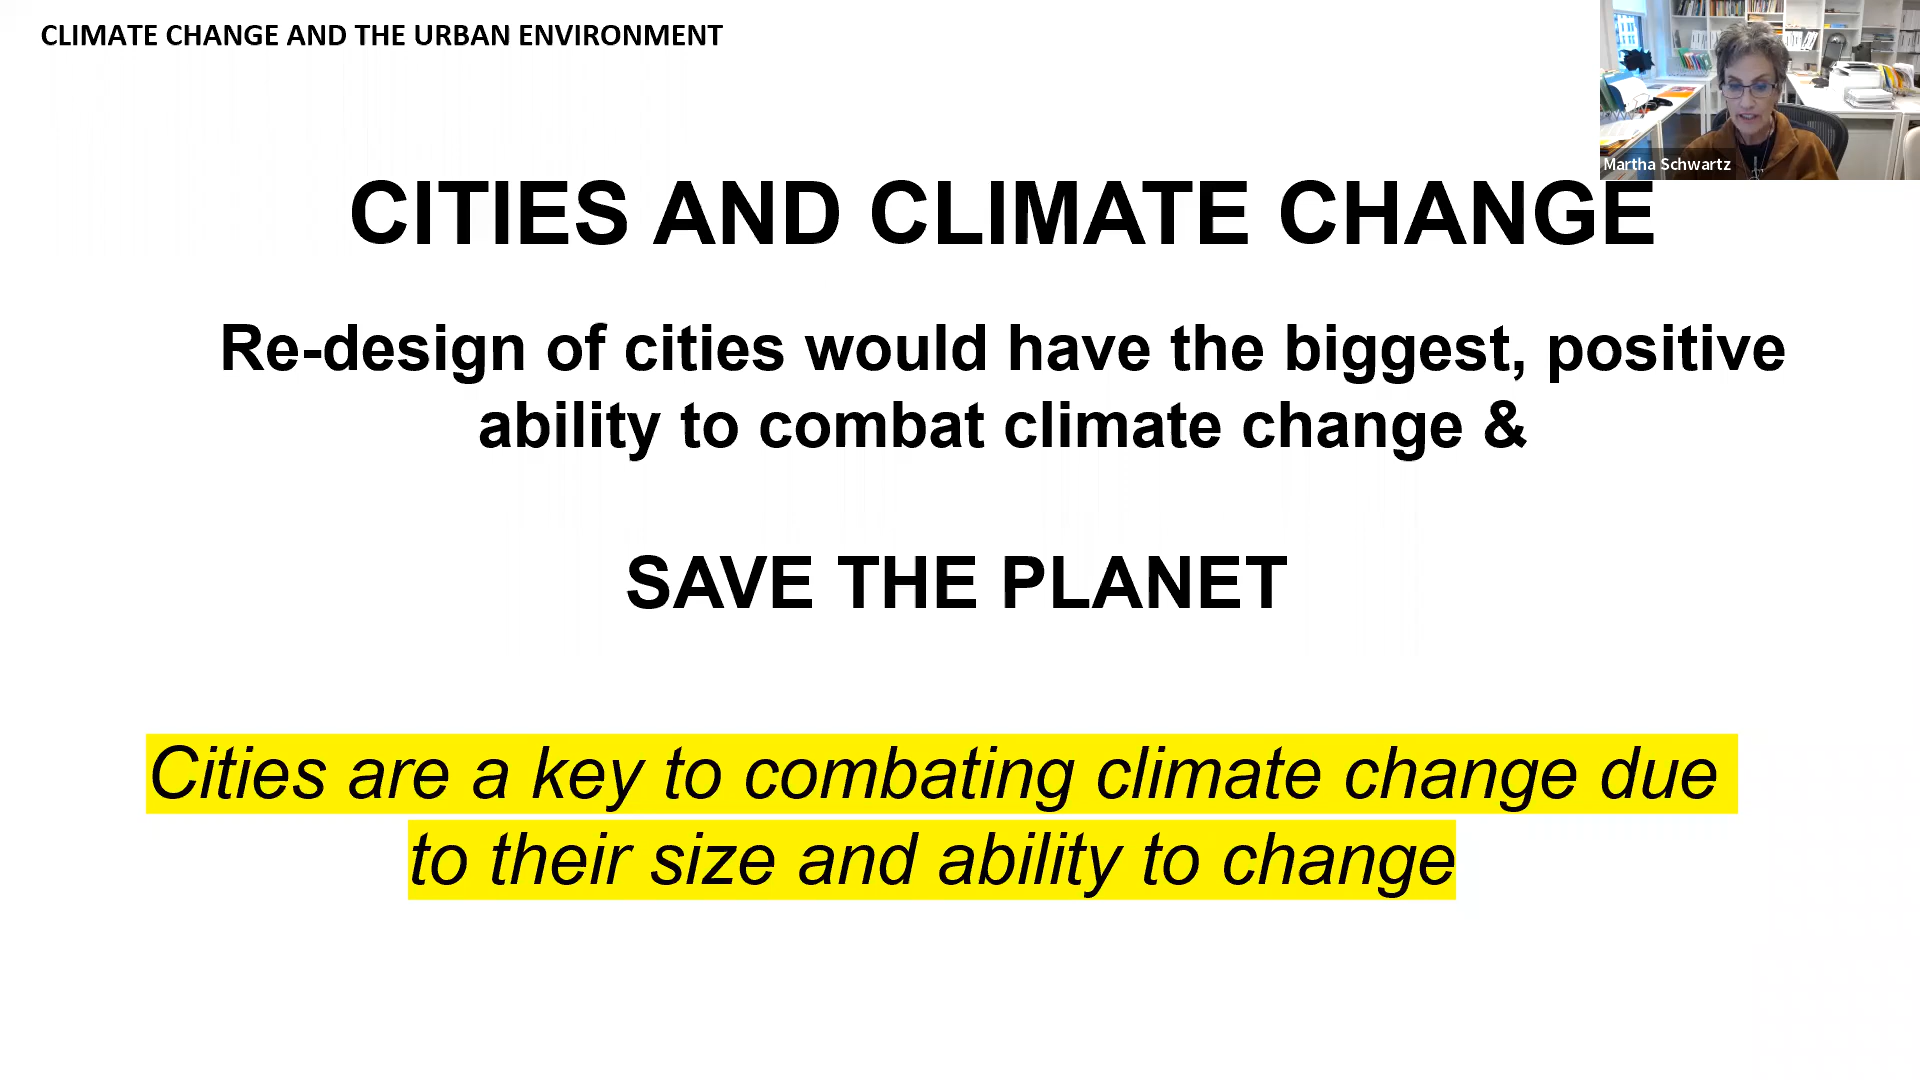 CLIMATE CHANGE AND THE URBAN ENVIRONMENT
Martha Schwartz
CITIES AND CLIMATE CHANGE
Re-design of cities would have the biggest, positive
ability to combat climate change &
SAVE THE PLANET
Cities are a key to combating climate change due
to their size and ability to change